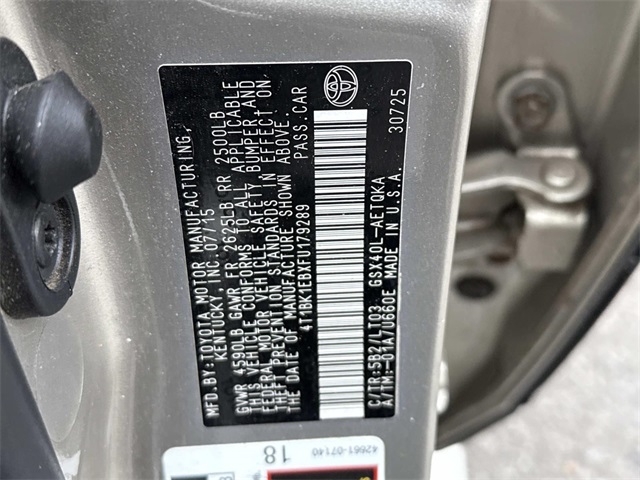 MFD.BY:TOYOTA MOTOR MANUFACTURING,
KENTUCKY, INC. 07/15
GVWR 4590LB GAWR FR 2625LB RR 2500LB
THIS VEHICLE CONFORMS TO ALL APPLICABLE
FEDERAL MOTOR VEHICLE SAFETY, BUMPER, AND
THEFT PREVENTION STANDARDS IN EFFECT ON
THE DATE OF MANUFACTURE SHOWN ABOVE.
4T1BK1EBXFU179289 PASS.CAR
C/TR:5B2/LT03 GSX40L-AETQKA
A/TM:-01A/U660E MADE IN U.S.A.
30725
42661-07140
18